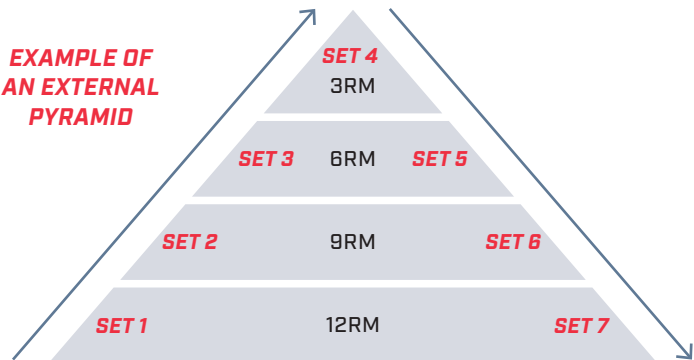 EXAMPLE OF
AN EXTERNAL
PYRAMID
SET 4
3RM
SET 3 6RM SET 5
SET 2 9RM SET 6
SET 1 12RM SET 7